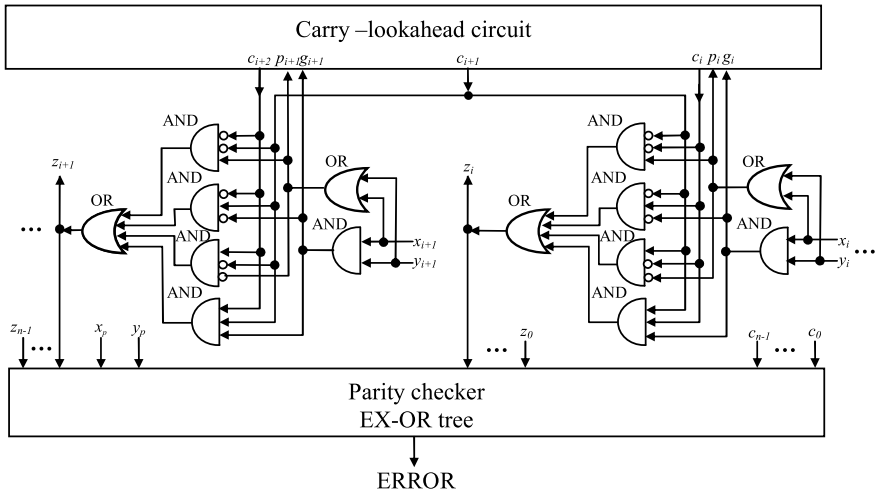 Carry –lookahead circuit
c_{i+2} p_{i+1} g_{i+1} c_{i+1} c_i p_i g_i
AND AND
z_{i+1} OR z_i OR
OR AND OR AND
AND AND
x_{i+1} x_i
AND y_{i+1} AND y_i
••• •••
AND AND
z_{n-1} x_p y_p z_0 c_{n-1} c_0
••• ••• •••
Parity checker
EX-OR tree
ERROR